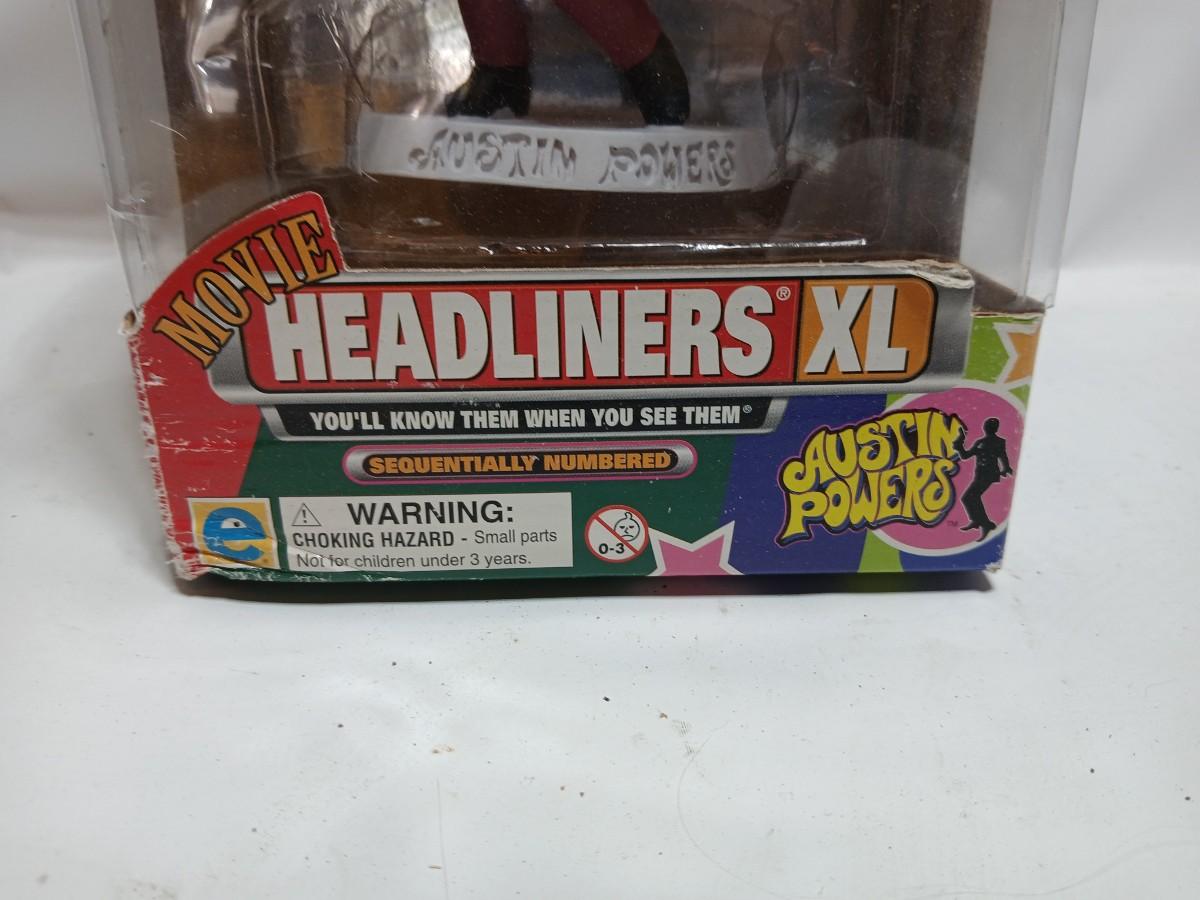 AUSTIN POWERS
MOVIE
HEADLINERS® XL
YOU'LL KNOW THEM WHEN YOU SEE THEM®
SEQUENTIALLY NUMBERED
AUSTIN
POWERS™
e
WARNING:
CHOKING HAZARD - Small parts
Not for children under 3 years.
0-3